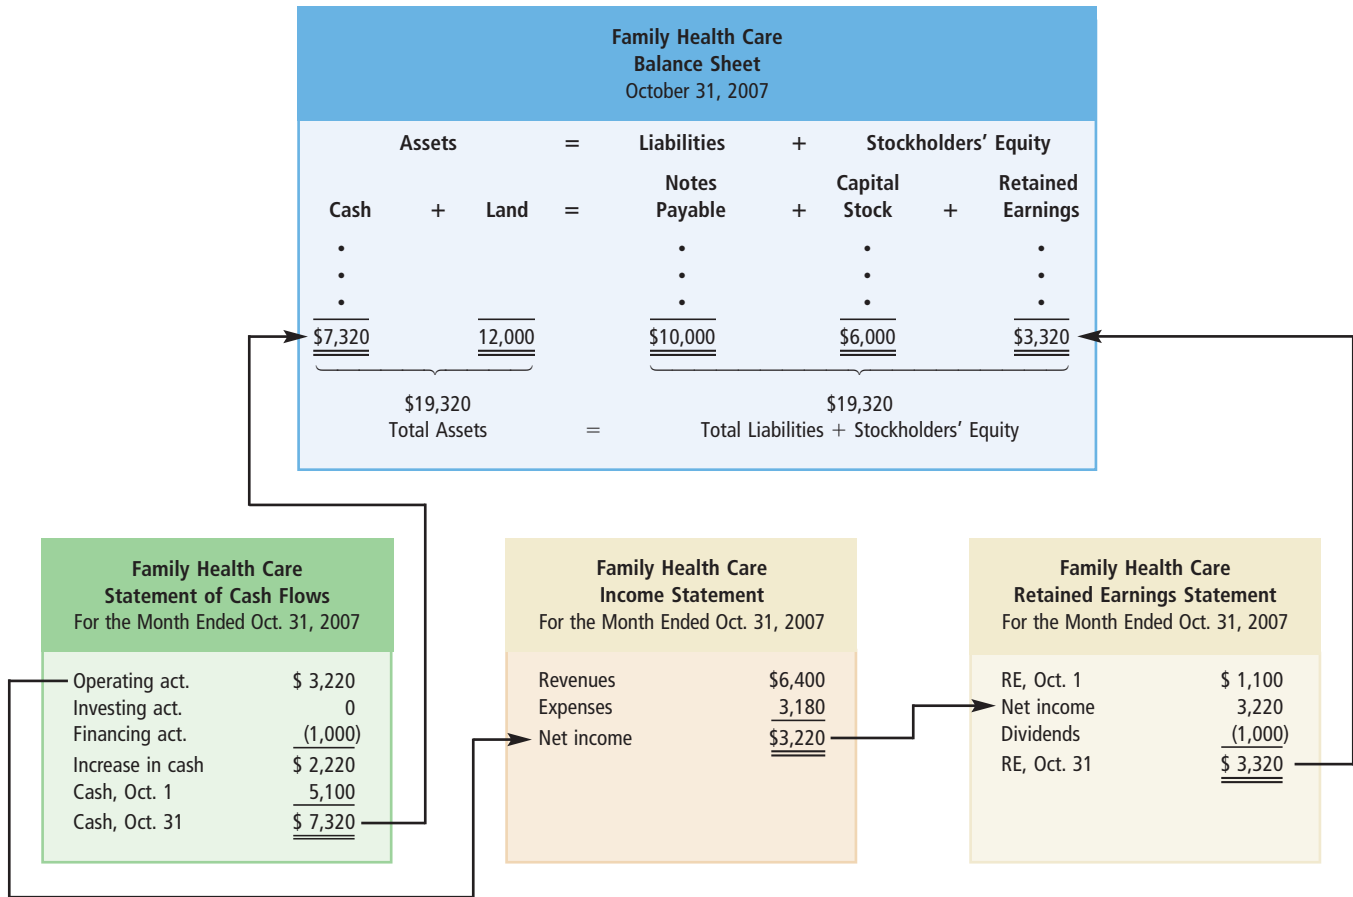 Family Health Care
Balance Sheet
October 31, 2007
Assets = Liabilities + Stockholders' Equity
Notes Capital Retained
Cash + Land = Payable + Stock + Earnings
$7,320 12,000 $10,000 $6,000 $3,320
$19,320 $19,320
Total Assets = Total Liabilities + Stockholders' Equity
Family Health Care
Statement of Cash Flows
For the Month Ended Oct. 31, 2007
Operating act. $ 3,220
Investing act. 0
Financing act. (1,000)
Increase in cash $ 2,220
Cash, Oct. 1 5,100
Cash, Oct. 31 $ 7,320
Family Health Care
Income Statement
For the Month Ended Oct. 31, 2007
Revenues $6,400
Expenses 3,180
Net income $3,220
Family Health Care
Retained Earnings Statement
For the Month Ended Oct. 31, 2007
RE, Oct. 1 $ 1,100
Net income 3,220
Dividends (1,000)
RE, Oct. 31 $ 3,320